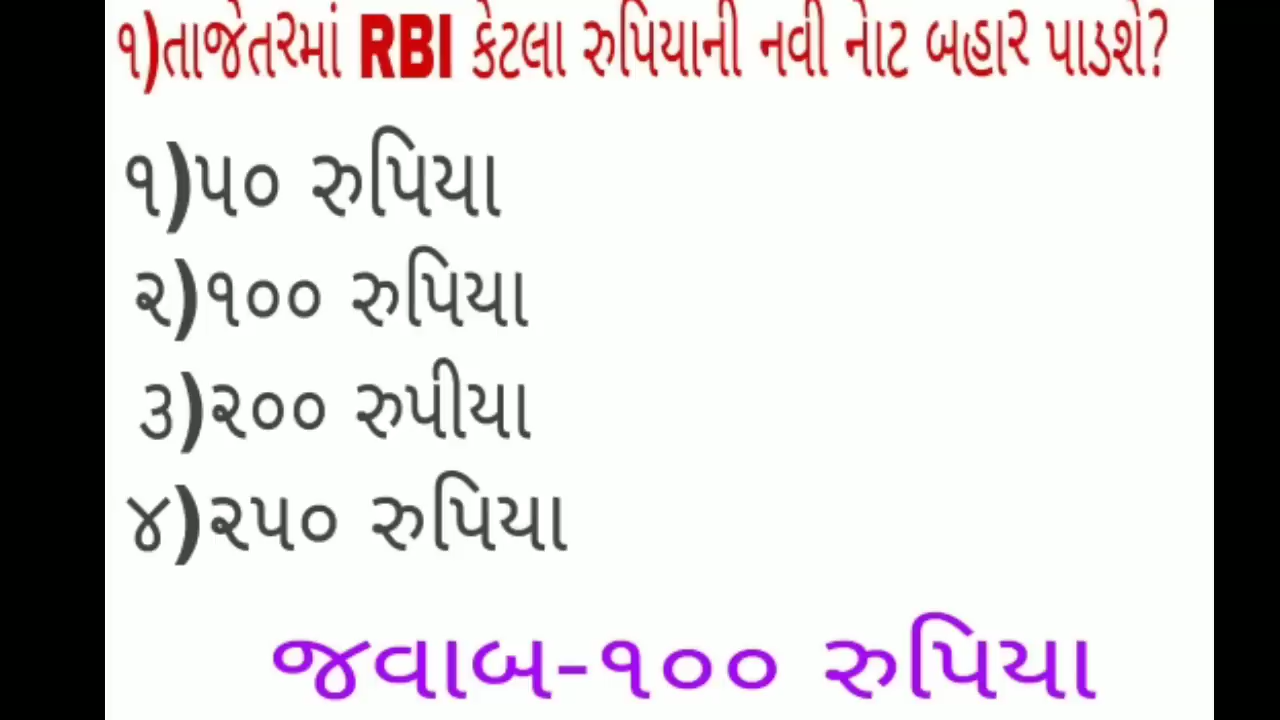 ૧)તાજેતરમાં RBI કેટલા રુપિયાની નવી નોટ બહાર પાડશે?
૧)૫૦ રુપિયા
૨)૧૦૦ રુપિયા
૩)૨૦૦ રુપીયા
૪)૨૫૦ રુપિયા
જવાબ-૧૦૦ રુપિયા